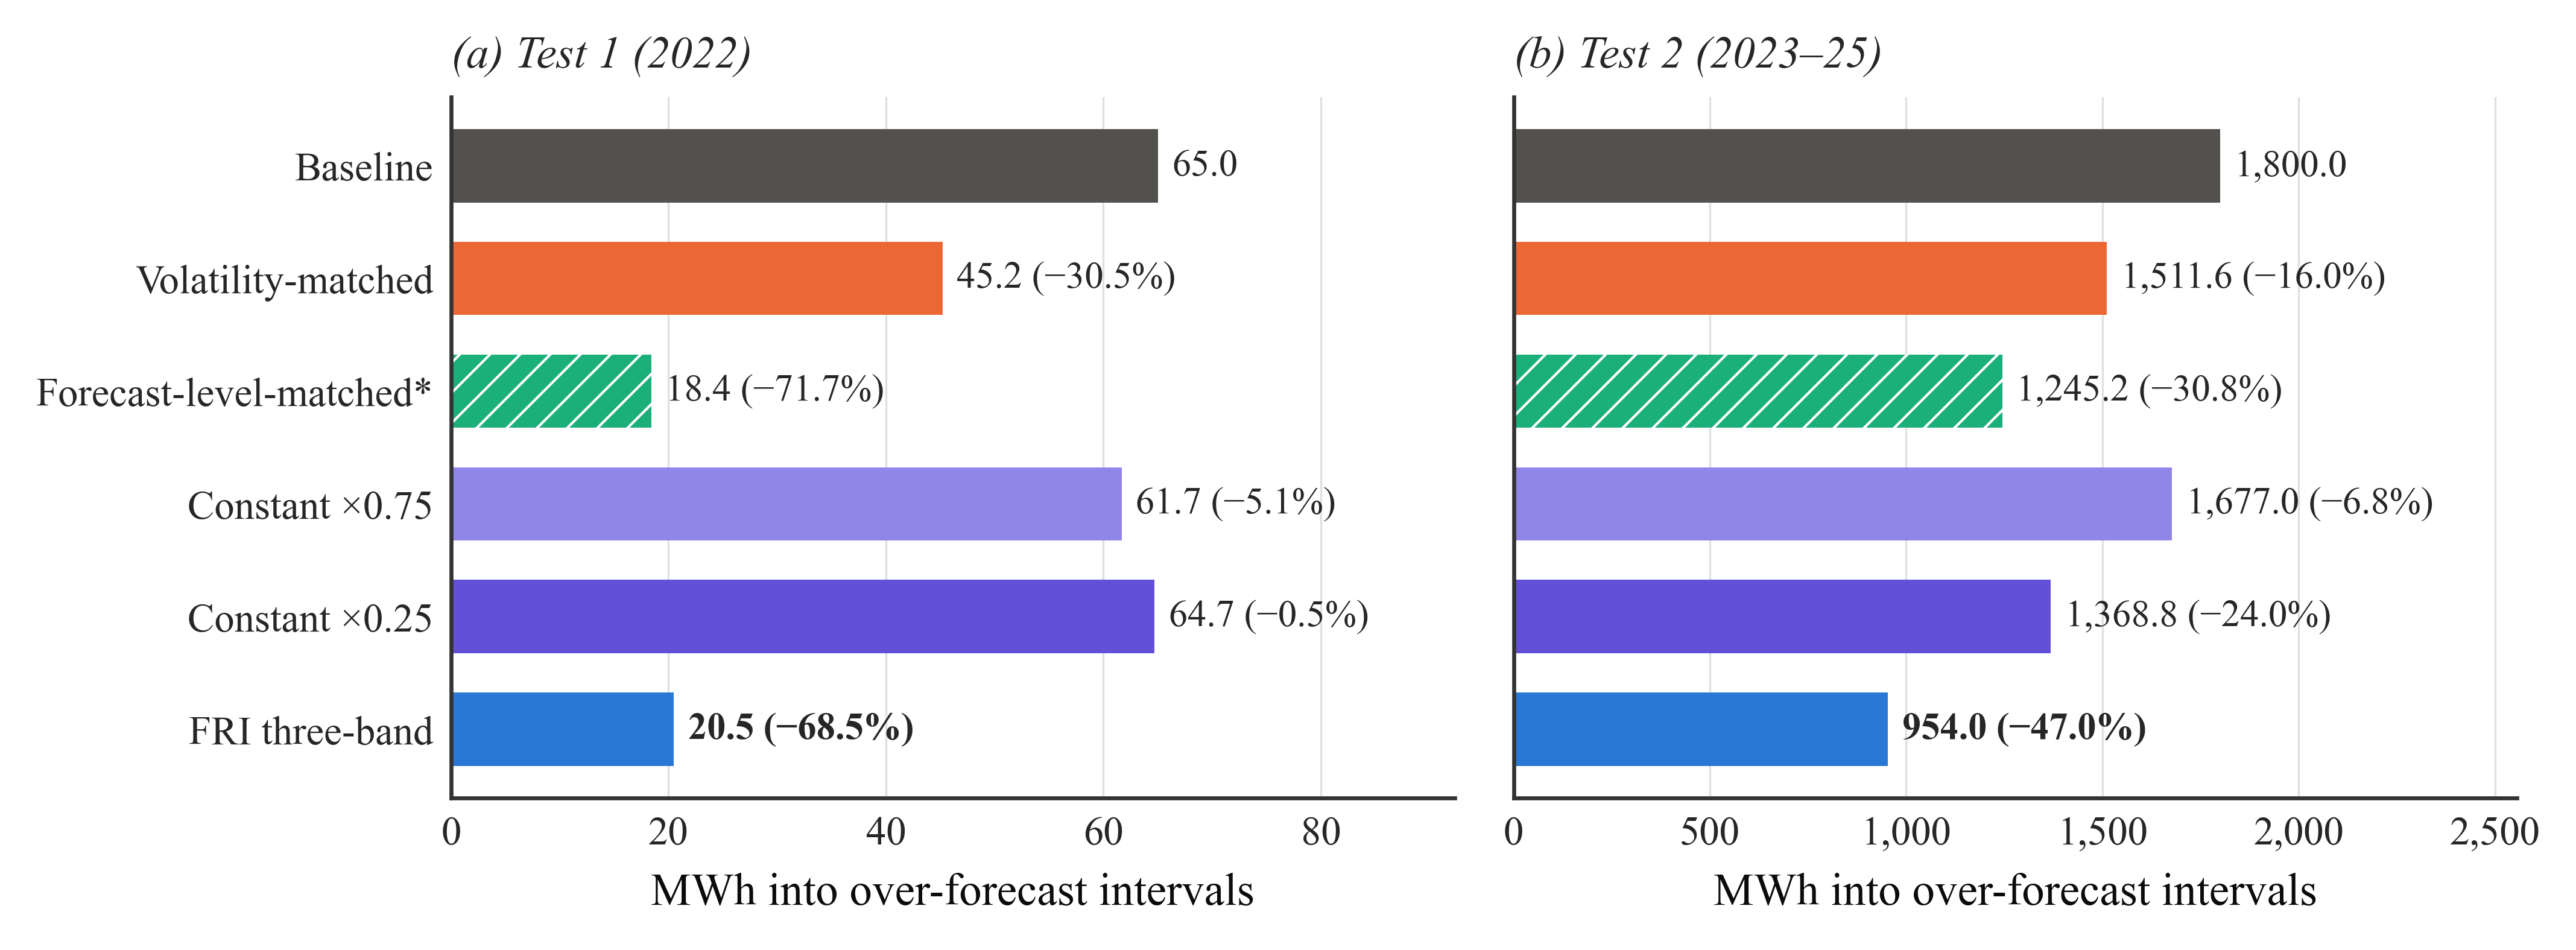 (a) Test 1 (2022)
Baseline
65.0
Volatility-matched
45.2 (−30.5%)
Forecast-level-matched*
18.4 (−71.7%)
Constant ×0.75
61.7 (−5.1%)
Constant ×0.25
64.7 (−0.5%)
FRI three-band
20.5 (−68.5%)
0 20 40 60 80
MWh into over-forecast intervals
(b) Test 2 (2023–25)
1,800.0
1,511.6 (−16.0%)
1,245.2 (−30.8%)
1,677.0 (−6.8%)
1,368.8 (−24.0%)
954.0 (−47.0%)
0 500 1,000 1,500 2,000 2,500
MWh into over-forecast intervals